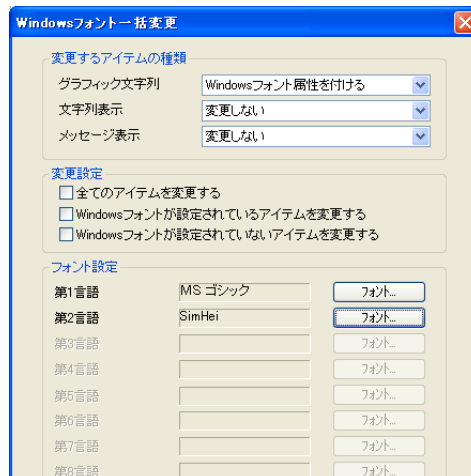 Windowsフォント一括変更
変更するアイテムの種類
グラフィック文字列 Windowsフォント属性を付ける
文字列表示 変更しない
メッセージ表示 変更しない
変更設定
全てのアイテムを変更する
Windowsフォントが設定されているアイテムを変更する
Windowsフォントが設定されていないアイテムを変更する
フォント設定
第1言語 MS ゴシック フォント...
第2言語 SimHei フォント...
第3言語 フォント...
第4言語 フォント...
第5言語 フォント...
第6言語 フォント...
第7言語 フォント...
第8言語 フォント...